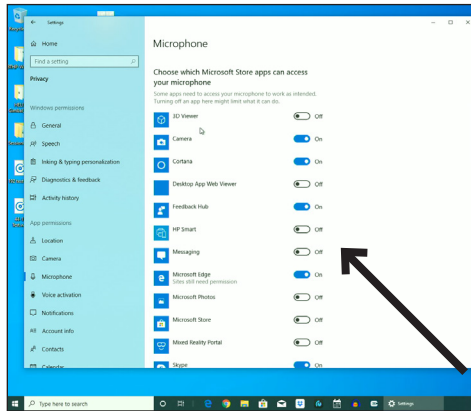 Settings
Home
Find a setting
Privacy
Windows permissions
General
Speech
Inking & typing personalization
Diagnostics & feedback
Activity history
App permissions
Location
Camera
Microphone
Voice activation
Notifications
Account info
Contacts
Calendar
Microphone
Choose which Microsoft Store apps can access
your microphone
Some apps need to access your microphone to work as intended.
Turning off an app here might limit what it can do.
3D Viewer Off
Camera On
Cortana On
Desktop App Web Viewer Off
Feedback Hub On
HP Smart Off
Messaging Off
Microsoft Edge On
Sites still need permission
Microsoft Photos Off
Microsoft Store Off
Mixed Reality Portal Off
Skype On
Type here to search
Settings